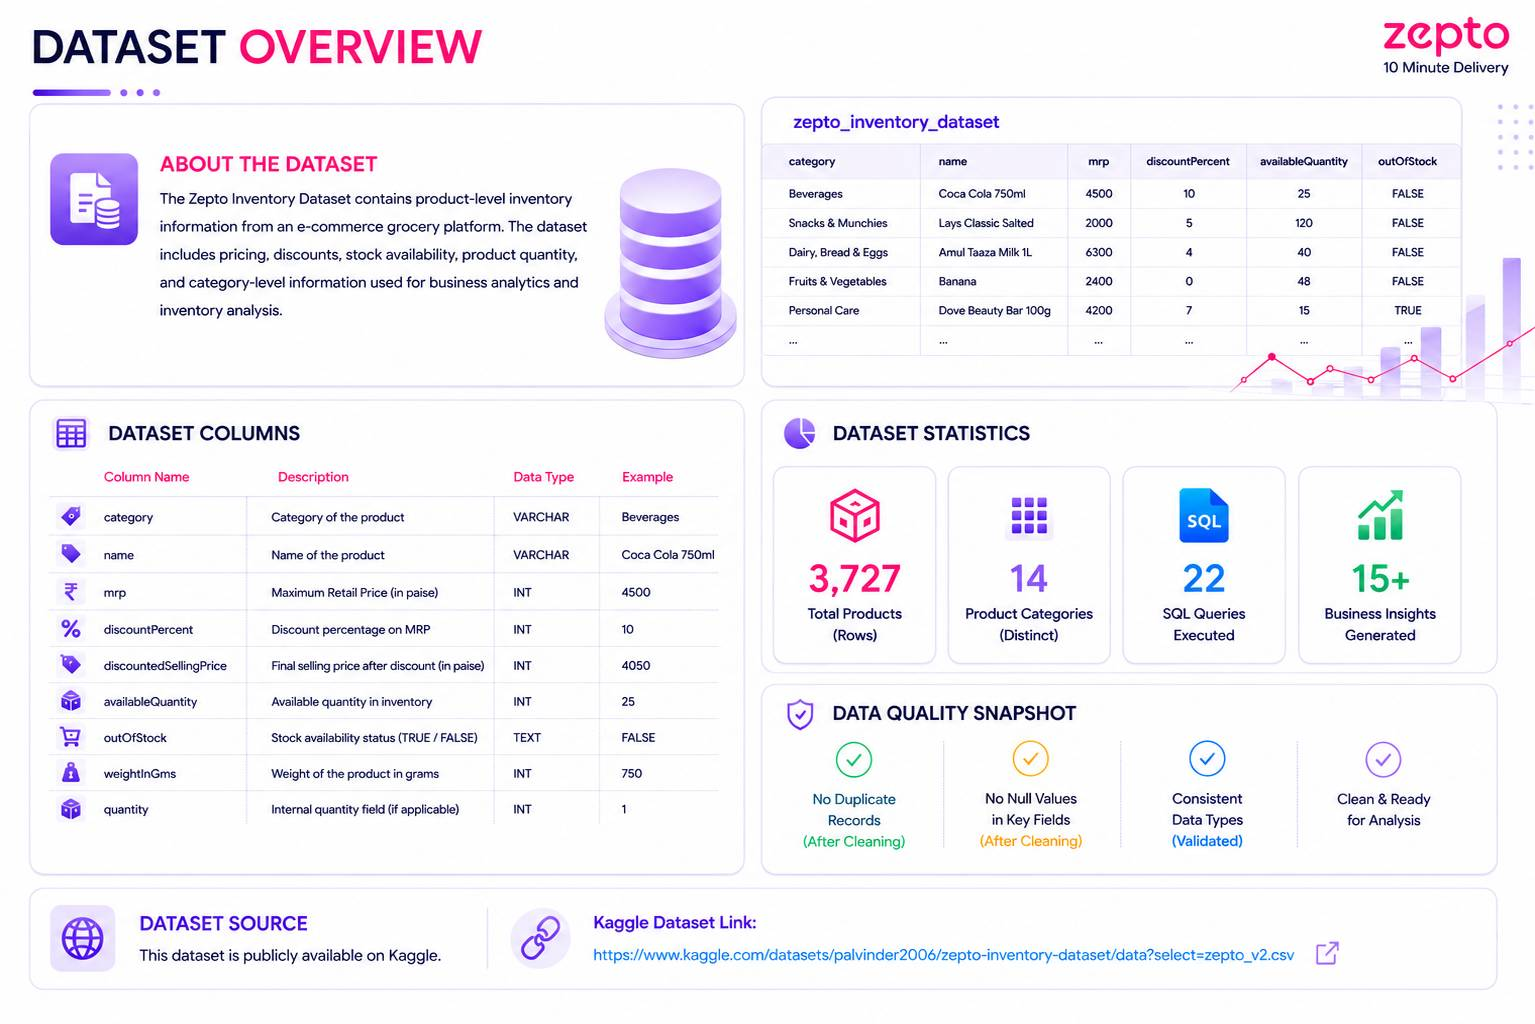 DATASET OVERVIEW
zepto
10 Minute Delivery
ABOUT THE DATASET
The Zepto Inventory Dataset contains product-level inventory
information from an e-commerce grocery platform. The dataset
includes pricing, discounts, stock availability, product quantity,
and category-level information used for business analytics and
inventory analysis.
zepto_inventory_dataset
category name mrp discountPercent availableQuantity outOfStock
Beverages Coca Cola 750ml 4500 10 25 FALSE
Snacks & Munchies Lays Classic Salted 2000 5 120 FALSE
Dairy, Bread & Eggs Amul Taaza Milk 1L 6300 4 40 FALSE
Fruits & Vegetables Banana 2400 0 48 FALSE
Personal Care Dove Beauty Bar 100g 4200 7 15 TRUE
... ... ... ... ... ...
DATASET COLUMNS
Column Name Description Data Type Example
category Category of the product VARCHAR Beverages
name Name of the product VARCHAR Coca Cola 750ml
₹ mrp Maximum Retail Price (in paise) INT 4500
% discountPercent Discount percentage on MRP INT 10
discountedSellingPrice Final selling price after discount (in paise) INT 4050
availableQuantity Available quantity in inventory INT 25
outOfStock Stock availability status (TRUE / FALSE) TEXT FALSE
weightInGms Weight of the product in grams INT 750
quantity Internal quantity field (if applicable) INT 1
DATASET STATISTICS
3,727
Total Products
(Rows)
14
Product Categories
(Distinct)
SQL
22
SQL Queries
Executed
15+
Business Insights
Generated
DATA QUALITY SNAPSHOT
No Duplicate
Records
(After Cleaning)
No Null Values
in Key Fields
(After Cleaning)
Consistent
Data Types
(Validated)
Clean & Ready
for Analysis
DATASET SOURCE
This dataset is publicly available on Kaggle.
Kaggle Dataset Link:
https://www.kaggle.com/datasets/palvinder2006/zepto-inventory-dataset/data?select=zepto_v2.csv